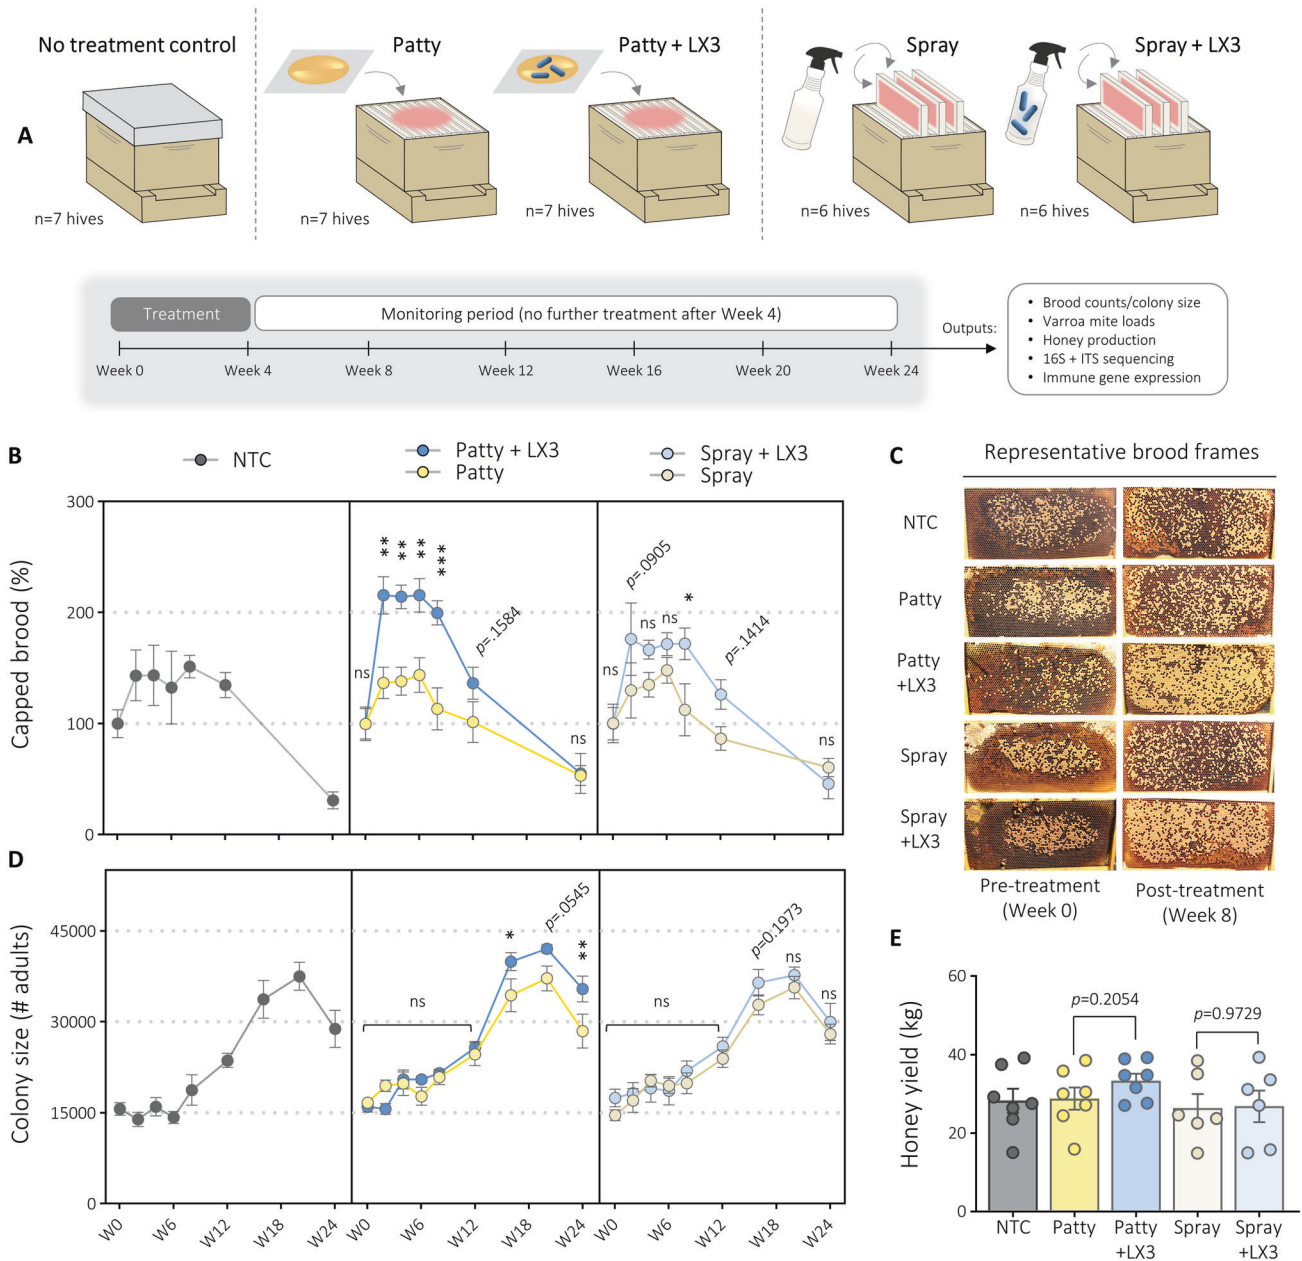 A
No treatment control
Patty
Patty + LX3
Spray
Spray + LX3
n=7 hives
n=7 hives
n=7 hives
n=6 hives
n=6 hives
Treatment
Monitoring period (no further treatment after Week 4)
Week 0
Week 4
Week 8
Week 12
Week 16
Week 20
Week 24
Outputs:
• Brood counts/colony size
• Varroa mite loads
• Honey production
• 16S + ITS sequencing
• Immune gene expression
B
NTC
Patty + LX3
Patty
Spray + LX3
Spray
Capped brood (%)
300
200
100
0
ns
**
**
**
***
p=.1584
ns
ns
p=.0905
ns
ns
*
p=.1414
ns
C
Representative brood frames
NTC
Patty
Patty
+LX3
Spray
Spray
+LX3
Pre-treatment
(Week 0)
Post-treatment
(Week 8)
D
Colony size (# adults)
45000
30000
15000
0
ns
*
p=.0545
**
ns
p=0.1973
ns
ns
W0
W6
W12
W18
W24
W0
W6
W12
W18
W24
W0
W6
W12
W18
W24
E
Honey yield (kg)
60
40
20
0
p=0.2054
p=0.9729
NTC
Patty
Patty
+LX3
Spray
Spray
+LX3